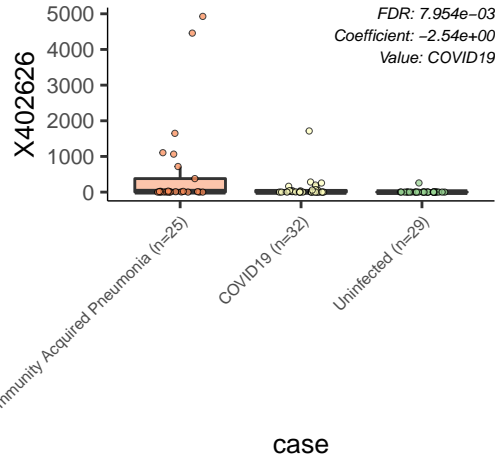 FDR: 7.954e−03
Coefficient: −2.54e+00
Value: COVID19
X402626
5000
4000
3000
2000
1000
0
mmunity Acquired Pneumonia (n=25)
COVID19 (n=32)
Uninfected (n=29)
case